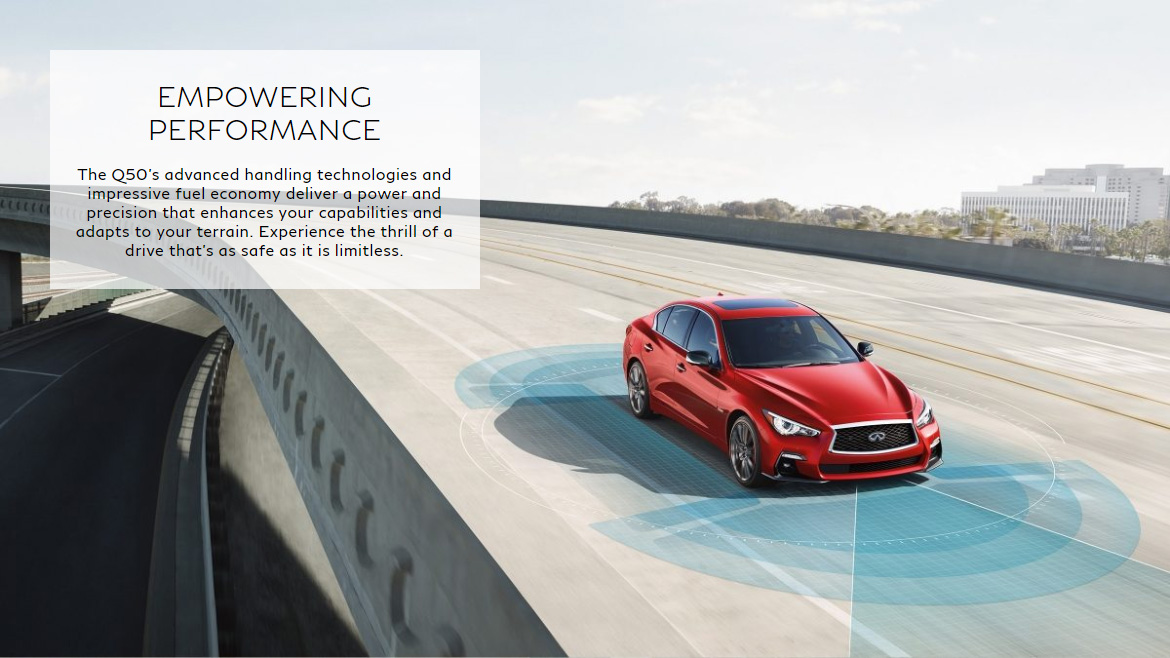 EMPOWERING
PERFORMANCE
The Q50's advanced handling technologies and
impressive fuel economy deliver a power and
precision that enhances your capabilities and
adapts to your terrain. Experience the thrill of a
drive that's as safe as it is limitless.